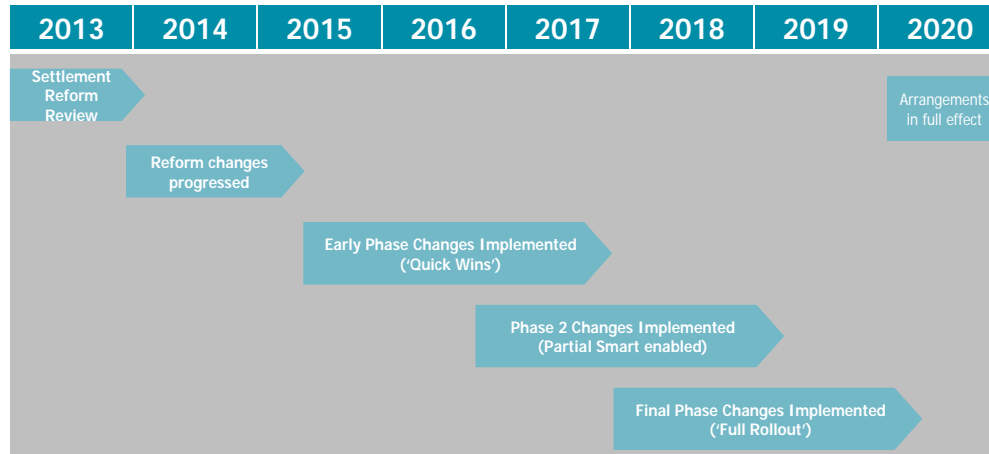 2013 2014 2015 2016 2017 2018 2019 2020
Settlement
Reform
Review
Arrangements
in full effect
Reform changes
progressed
Early Phase Changes Implemented
(‘Quick Wins’)
Phase 2 Changes Implemented
(Partial Smart enabled)
Final Phase Changes Implemented
(‘Full Rollout’)